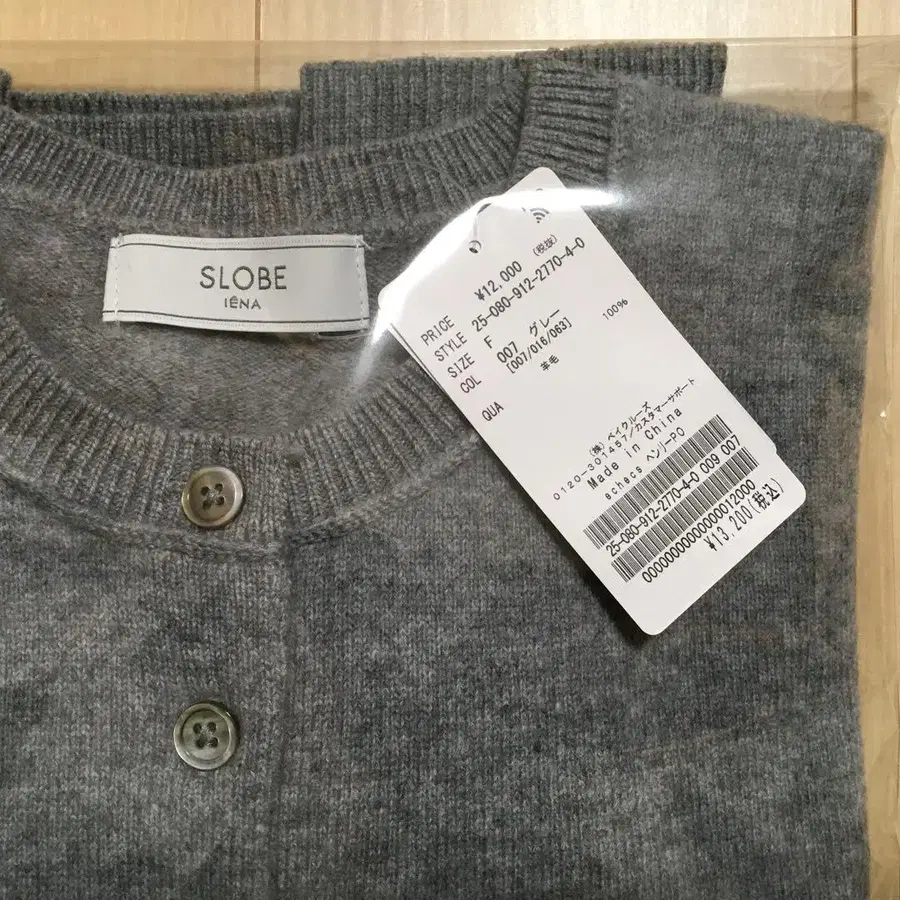 SLOBE
IÉNA
PRICE ¥12,000 (税抜)
STYLE 25-080-912-2770-4-0
SIZE F
COL 007 グレー
[007/016/063]
QUA 羊毛 100%
(株) ベイクルーズ
0120-301457/カスタマーサポート
Made in China
echecs ヘンリーPO
25-080-912-2770-4-0 009 007
0000000000000012000
¥13,200(税込)